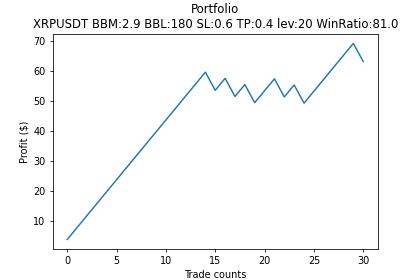 Portfolio
XRPUSDT BBM:2.9 BBL:180 SL:0.6 TP:0.4 lev:20 WinRatio:81.0
Profit ($)
70
60
50
40
30
20
10
0 5 10 15 20 25 30
Trade counts